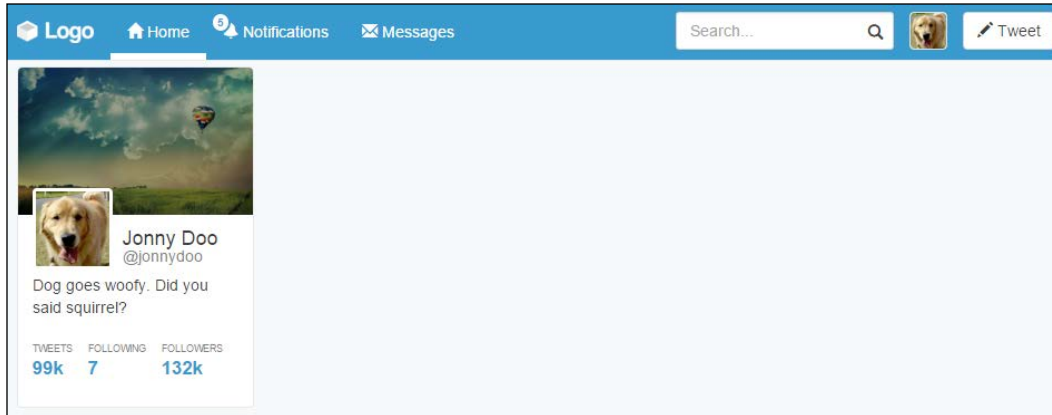 Logo Home 5 Notifications Messages Search... Tweet
Jonny Doo
@jonnydoo
Dog goes woofy. Did you
said squirrel?
TWEETS FOLLOWING FOLLOWERS
99k 7 132k